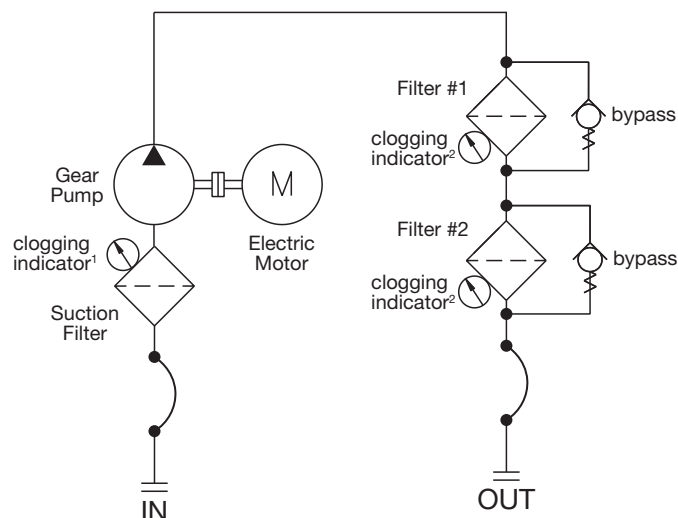 Gear
Pump
M
Electric
Motor
clogging
indicator¹
Suction
Filter
IN
Filter #1
clogging
indicator²
bypass
Filter #2
clogging
indicator²
bypass
OUT